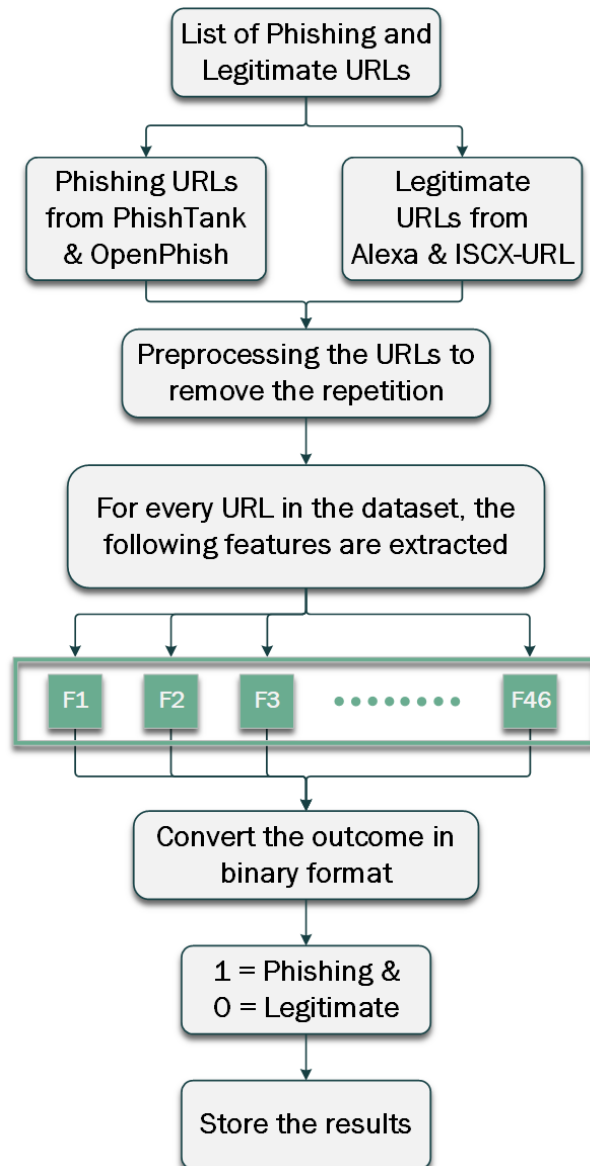 List of Phishing and
Legitimate URLs
Phishing URLs
from PhishTank
& OpenPhish
Legitimate
URLs from
Alexa & ISCX-URL
Preprocessing the URLs to
remove the repetition
For every URL in the dataset, the
following features are extracted
F1 F2 F3 ........ F46
Convert the outcome in
binary format
1 = Phishing &
0 = Legitimate
Store the results